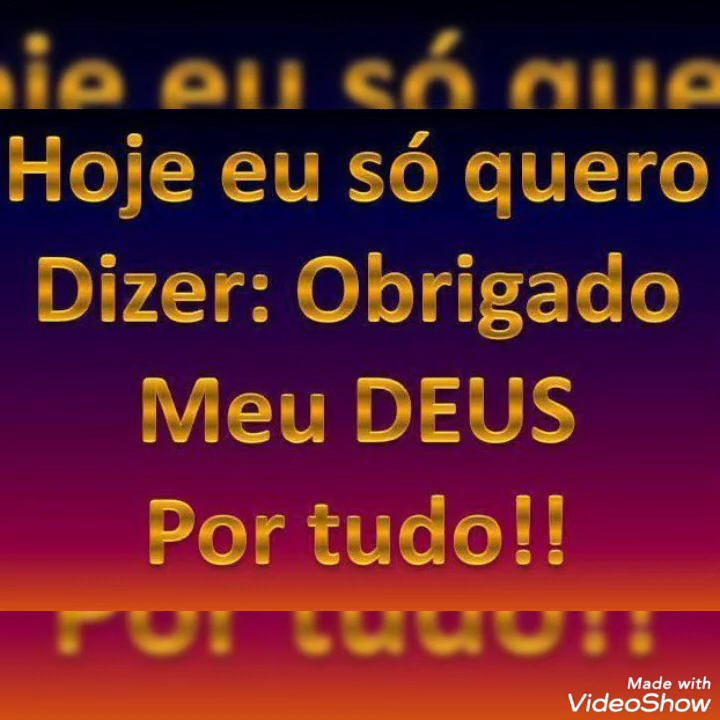 Hoje eu só quero
Dizer: Obrigado
Meu DEUS
Por tudo!!
Made with
VideoShow